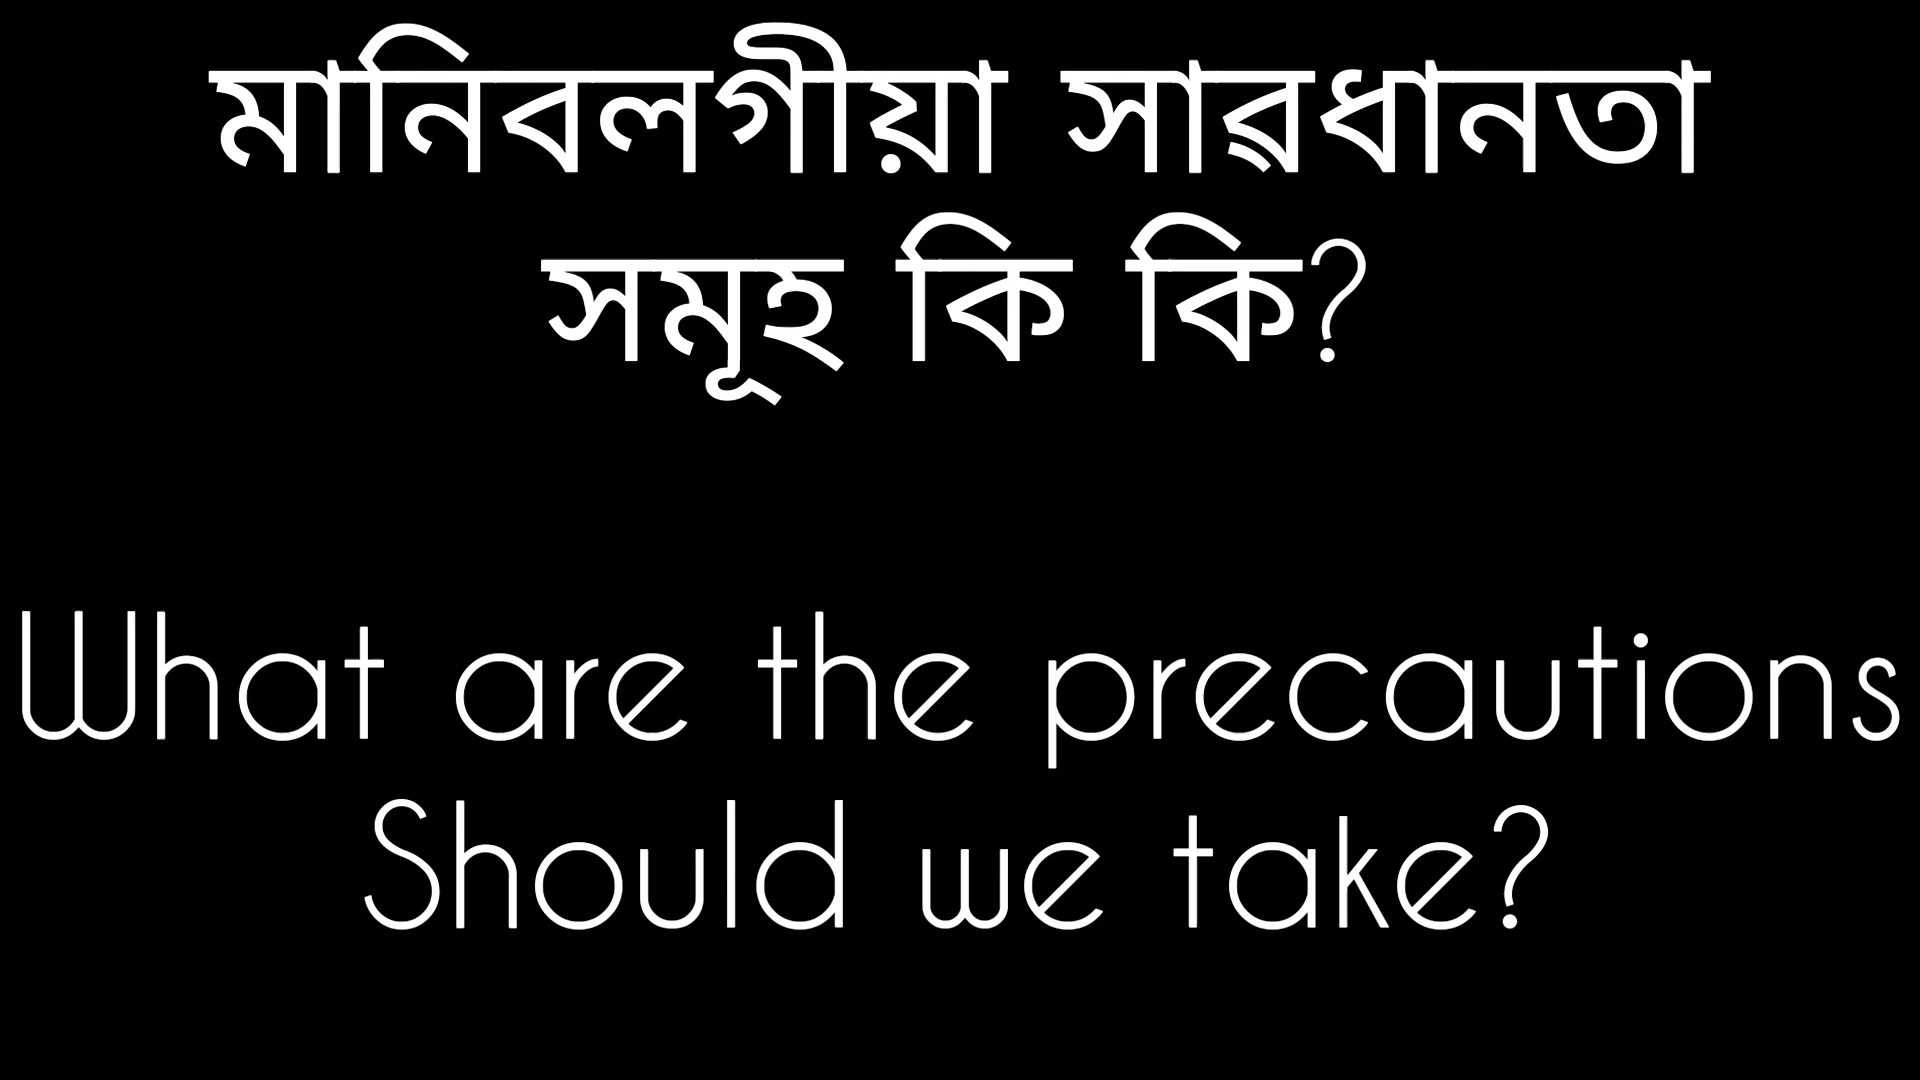 মানিবলগীয়া সাৱধানতা
সমূহ কি কি?
What are the precautions
Should we take?